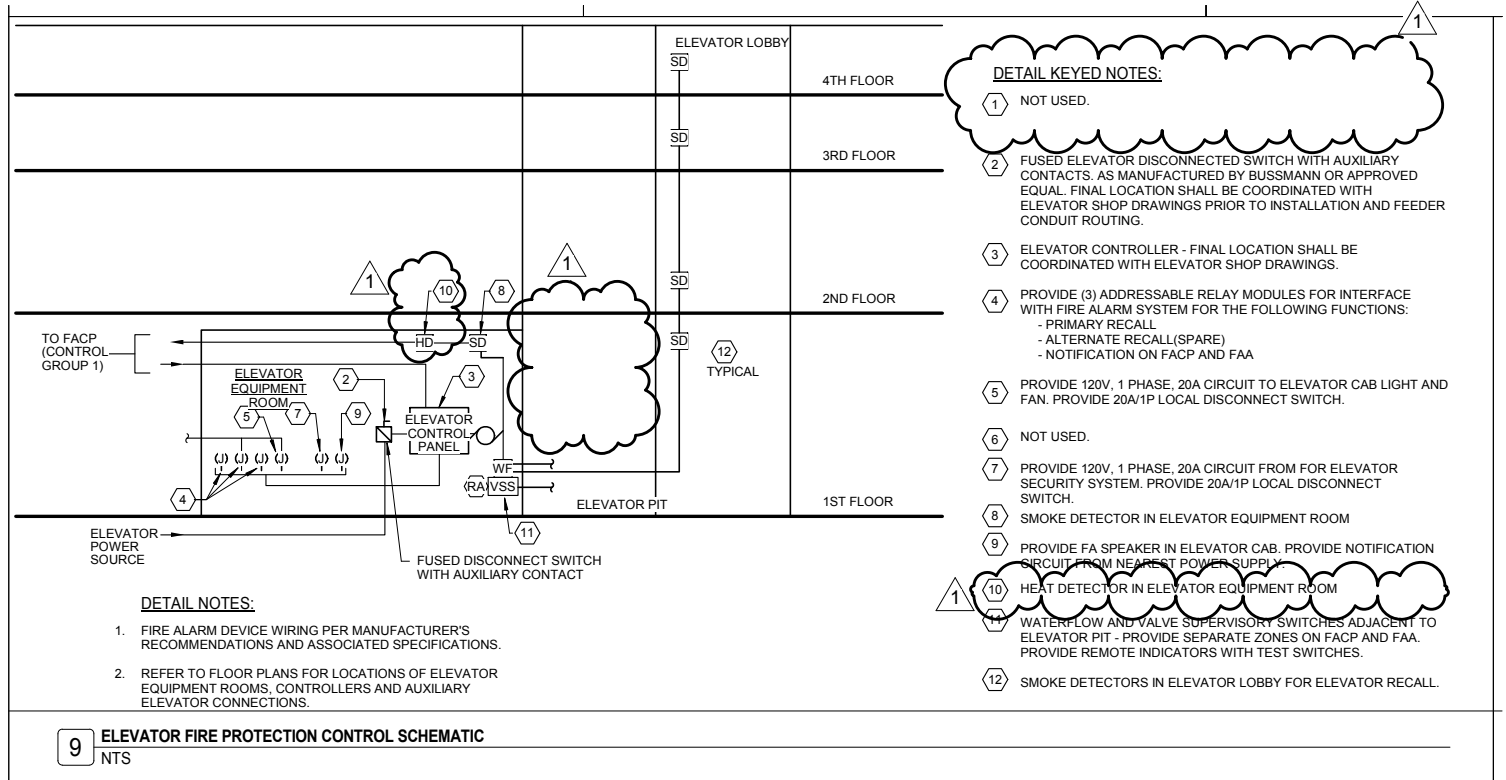 1
ELEVATOR LOBBY
SD
4TH FLOOR
SD
3RD FLOOR
1
1
10
8
SD
2ND FLOOR
TO FACP
(CONTROL
GROUP 1)
HD
SD
SD
12
TYPICAL
ELEVATOR
EQUIPMENT
ROOM
2
3
5
7
9
ELEVATOR
CONTROL
PANEL
(J)
(J)
(J)
(J)
(J)
(J)
WF
RA
VSS
4
ELEVATOR PIT
1ST FLOOR
11
ELEVATOR
POWER
SOURCE
FUSED DISCONNECT SWITCH
WITH AUXILIARY CONTACT
DETAIL NOTES:
1. FIRE ALARM DEVICE WIRING PER MANUFACTURER'S
RECOMMENDATIONS AND ASSOCIATED SPECIFICATIONS.
2. REFER TO FLOOR PLANS FOR LOCATIONS OF ELEVATOR
EQUIPMENT ROOMS, CONTROLLERS AND AUXILIARY
ELEVATOR CONNECTIONS.
DETAIL KEYED NOTES:
1 NOT USED.
2 FUSED ELEVATOR DISCONNECTED SWITCH WITH AUXILIARY
CONTACTS. AS MANUFACTURED BY BUSSMANN OR APPROVED
EQUAL. FINAL LOCATION SHALL BE COORDINATED WITH
ELEVATOR SHOP DRAWINGS PRIOR TO INSTALLATION AND FEEDER
CONDUIT ROUTING.
3 ELEVATOR CONTROLLER - FINAL LOCATION SHALL BE
COORDINATED WITH ELEVATOR SHOP DRAWINGS.
4 PROVIDE (3) ADDRESSABLE RELAY MODULES FOR INTERFACE
WITH FIRE ALARM SYSTEM FOR THE FOLLOWING FUNCTIONS:
- PRIMARY RECALL
- ALTERNATE RECALL(SPARE)
- NOTIFICATION ON FACP AND FAA
5 PROVIDE 120V, 1 PHASE, 20A CIRCUIT TO ELEVATOR CAB LIGHT AND
FAN. PROVIDE 20A/1P LOCAL DISCONNECT SWITCH.
6 NOT USED.
7 PROVIDE 120V, 1 PHASE, 20A CIRCUIT FROM FOR ELEVATOR
SECURITY SYSTEM. PROVIDE 20A/1P LOCAL DISCONNECT
SWITCH.
8 SMOKE DETECTOR IN ELEVATOR EQUIPMENT ROOM
9 PROVIDE FA SPEAKER IN ELEVATOR CAB. PROVIDE NOTIFICATION
CIRCUIT FROM NEAREST POWER SUPPLY.
1
10 HEAT DETECTOR IN ELEVATOR EQUIPMENT ROOM
11 WATERFLOW AND VALVE SUPERVISORY SWITCHES ADJACENT TO
ELEVATOR PIT - PROVIDE SEPARATE ZONES ON FACP AND FAA.
PROVIDE REMOTE INDICATORS WITH TEST SWITCHES.
12 SMOKE DETECTORS IN ELEVATOR LOBBY FOR ELEVATOR RECALL.
9 ELEVATOR FIRE PROTECTION CONTROL SCHEMATIC
NTS